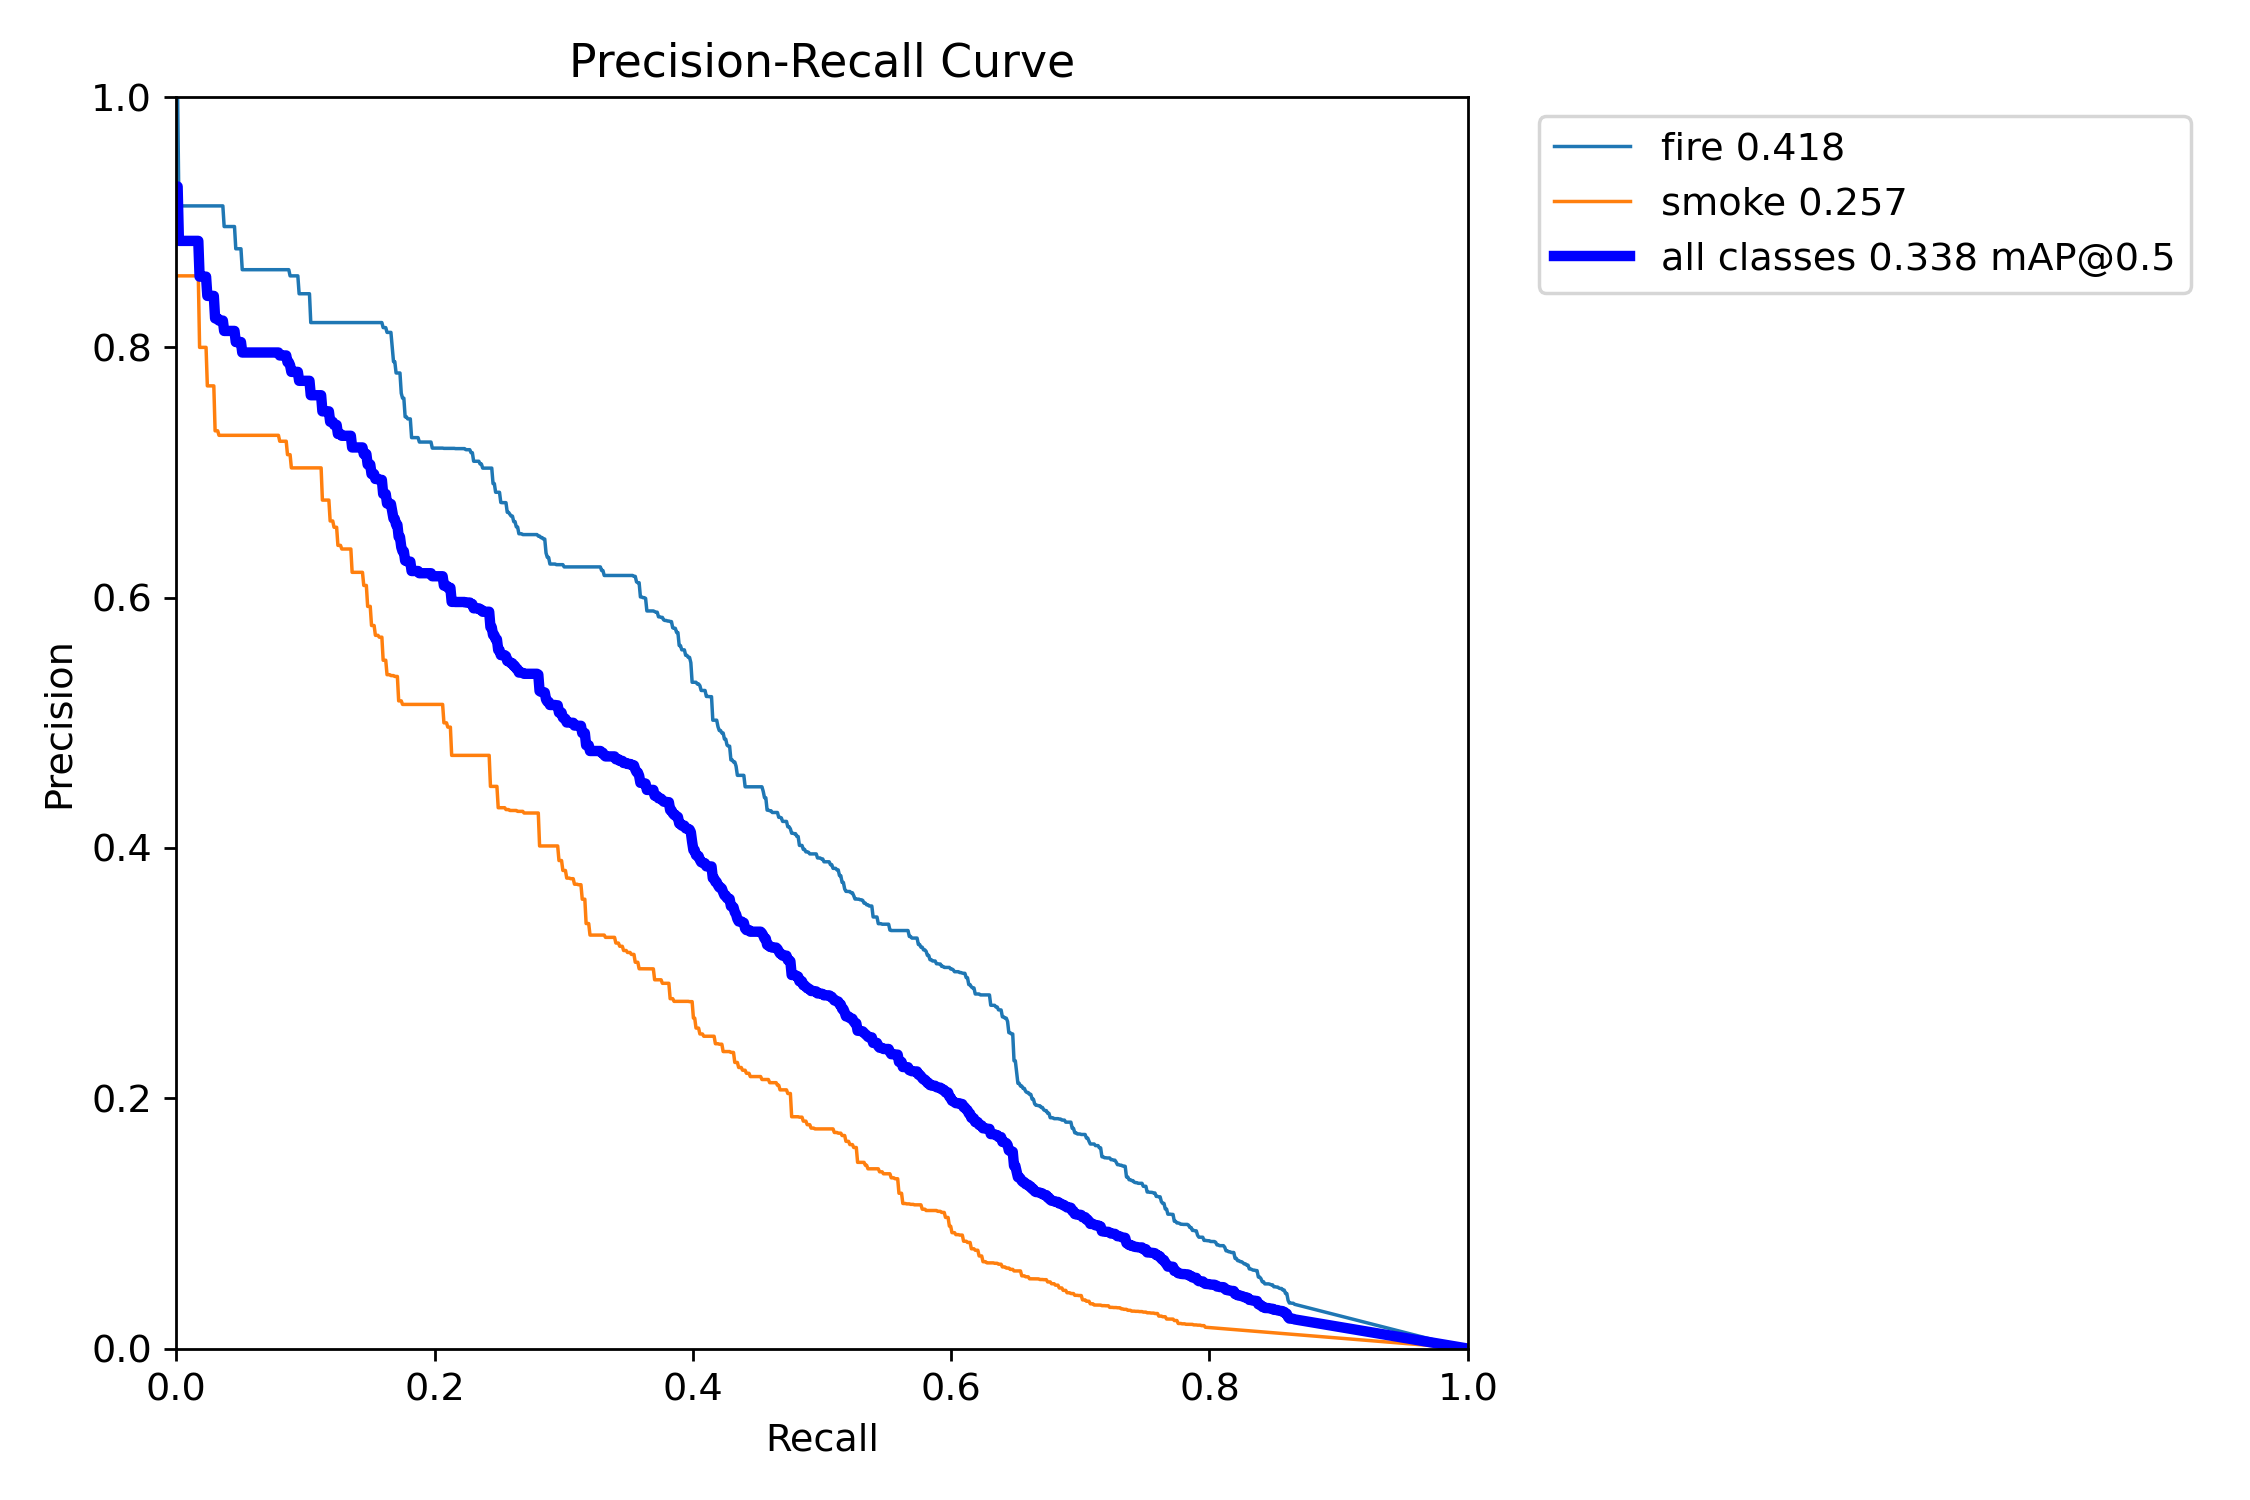 Precision-Recall Curve
fire 0.418
smoke 0.257
all classes 0.338 mAP@0.5
Precision
1.0
0.8
0.6
0.4
0.2
0.0
0.0 0.2 0.4 0.6 0.8 1.0
Recall